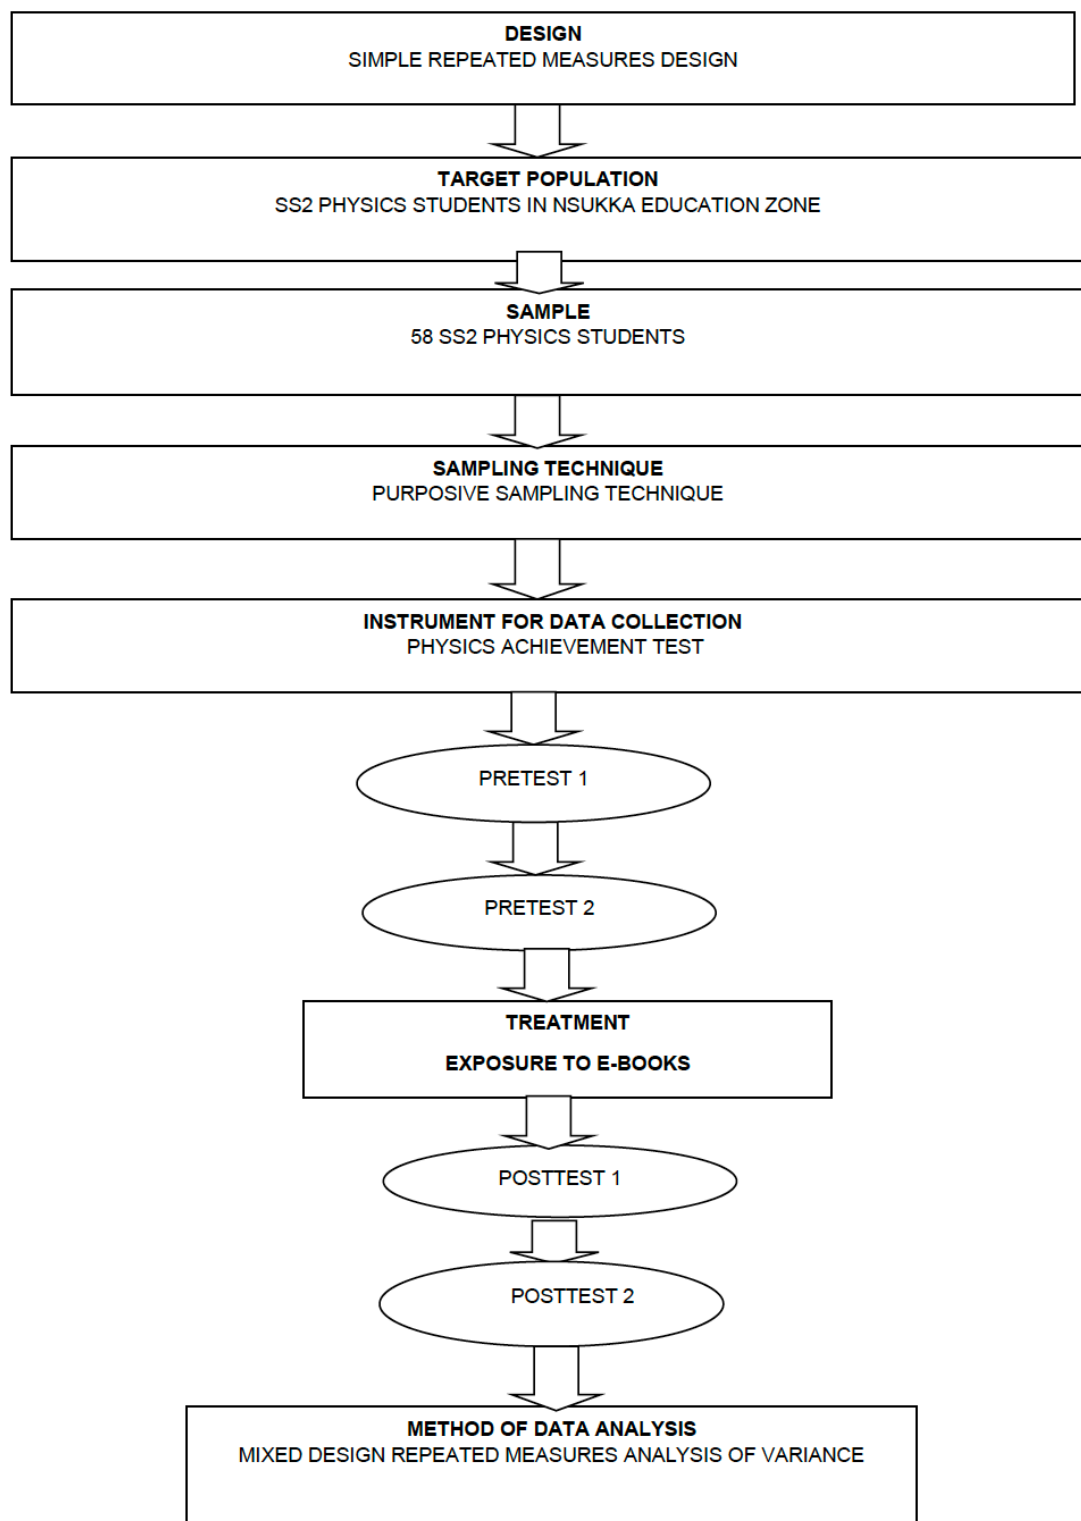 DESIGN
SIMPLE REPEATED MEASURES DESIGN
TARGET POPULATION
SS2 PHYSICS STUDENTS IN NSUKKA EDUCATION ZONE
SAMPLE
58 SS2 PHYSICS STUDENTS
SAMPLING TECHNIQUE
PURPOSIVE SAMPLING TECHNIQUE
INSTRUMENT FOR DATA COLLECTION
PHYSICS ACHIEVEMENT TEST
PRETEST 1
PRETEST 2
TREATMENT
EXPOSURE TO E-BOOKS
POSTTEST 1
POSTTEST 2
METHOD OF DATA ANALYSIS
MIXED DESIGN REPEATED MEASURES ANALYSIS OF VARIANCE